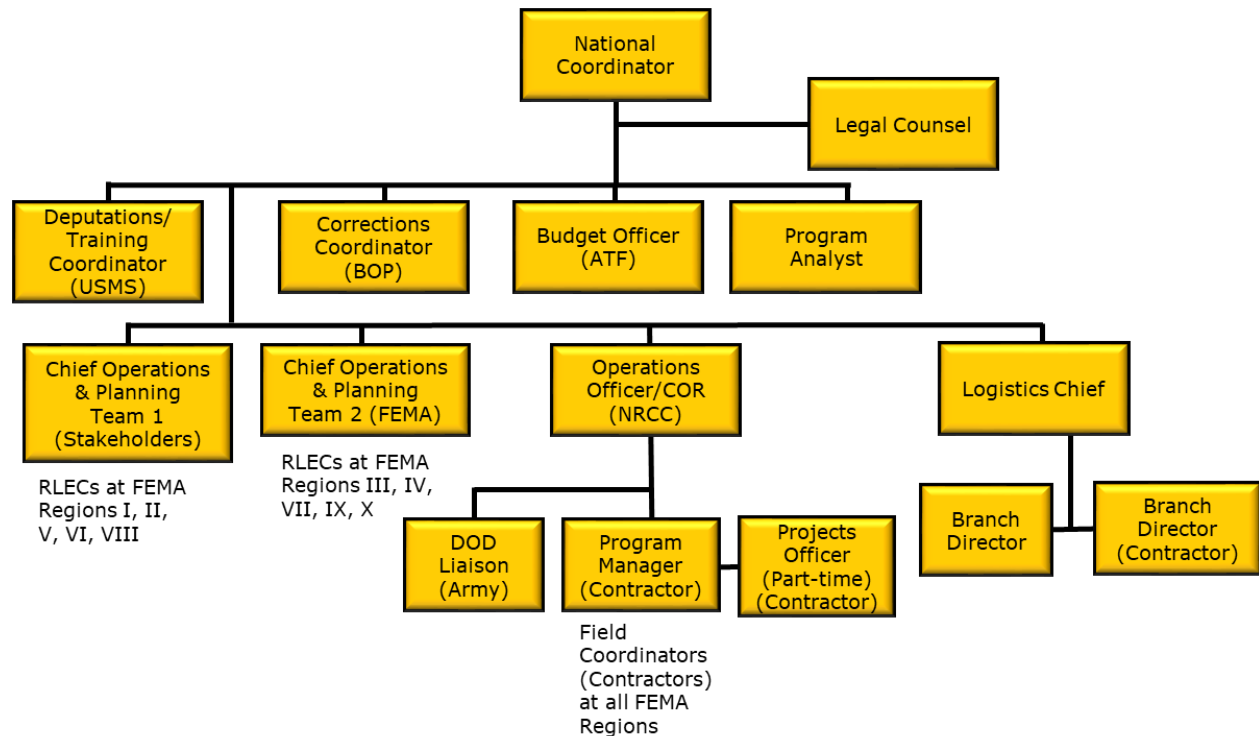 National
Coordinator
Legal Counsel
Deputations/
Training
Coordinator
(USMS)
Corrections
Coordinator
(BOP)
Budget Officer
(ATF)
Program
Analyst
Chief Operations
& Planning
Team 1
(Stakeholders)
Chief Operations
& Planning
Team 2 (FEMA)
Operations
Officer/COR
(NRCC)
Logistics Chief
RLECs at FEMA
Regions I, II,
V, VI, VIII
RLECs at FEMA
Regions III, IV,
VII, IX, X
DOD
Liaison
(Army)
Program
Manager
(Contractor)
Projects
Officer
(Part-time)
(Contractor)
Branch
Director
Branch
Director
(Contractor)
Field
Coordinators
(Contractors)
at all FEMA
Regions